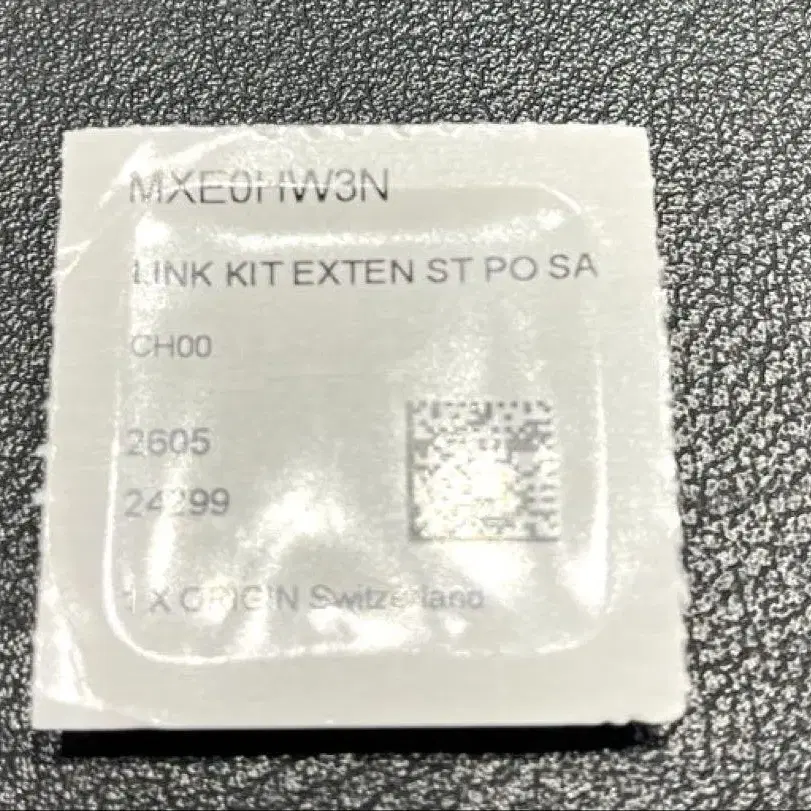 MXE0HW3N
LINK KIT EXTEN ST PO SA
CH00
2605
24299
1 X ORIGIN Switzerland